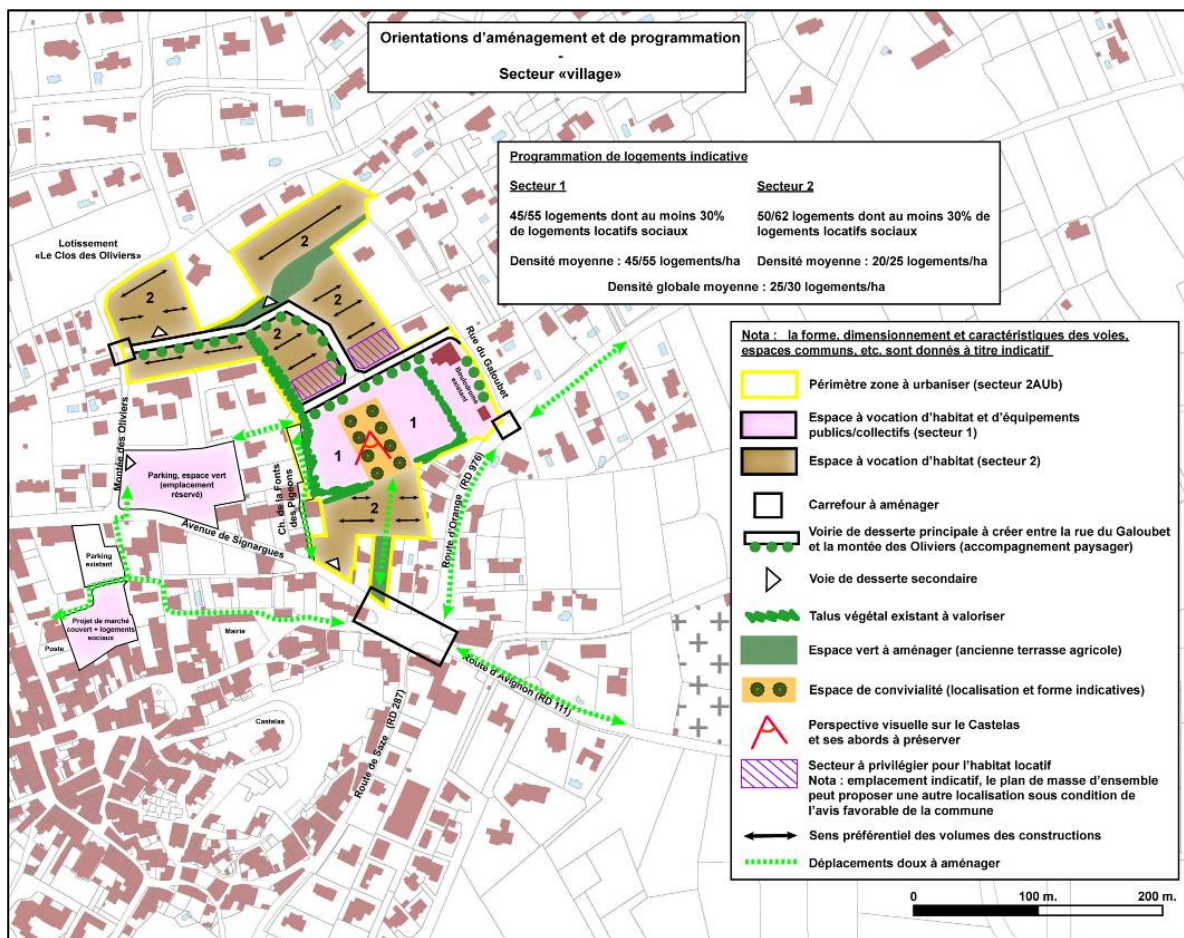 Orientations d'aménagement et de programmation
-
Secteur «village»
Programmation de logements indicative
Secteur 1
45/55 logements dont au moins 30%
de logements locatifs sociaux
Densité moyenne : 45/55 logements/ha
Secteur 2
50/62 logements dont au moins 30% de
logements locatifs sociaux
Densité moyenne : 20/25 logements/ha
Densité globale moyenne : 25/30 logements/ha
Lotissement
«Le Clos des Oliviers»
2
2
2
2
Rue du Galoubet
Boulodrome
existant
1
1
2
Montée des Oliviers
Parking, espace vert
(emplacement
réservé)
Ch. de la Fonts
des Pigeons
Route d'Orange (RD 976)
Avenue de Signargues
Parking
existant
Projet de marché
couvert + logements
sociaux
Poste
Mairie
Castelas
Route de Saze (RD 287)
Route d'Avignon (RD 111)
Nota : la forme, dimensionnement et caractéristiques des voies,
espaces communs, etc. sont donnés à titre indicatif
Périmètre zone à urbaniser (secteur 2AUb)
Espace à vocation d'habitat et d'équipements
publics/collectifs (secteur 1)
Espace à vocation d'habitat (secteur 2)
Carrefour à aménager
Voirie de desserte principale à créer entre la rue du Galoubet
et la montée des Oliviers (accompagnement paysager)
Voie de desserte secondaire
Talus végétal existant à valoriser
Espace vert à aménager (ancienne terrasse agricole)
Espace de convivialité (localisation et forme indicatives)
Perspective visuelle sur le Castelas
et ses abords à préserver
Secteur à privilégier pour l'habitat locatif
Nota : emplacement indicatif, le plan de masse d'ensemble
peut proposer une autre localisation sous condition de
l'avis favorable de la commune
Sens préférentiel des volumes des constructions
Déplacements doux à aménager
0 100 m. 200 m.